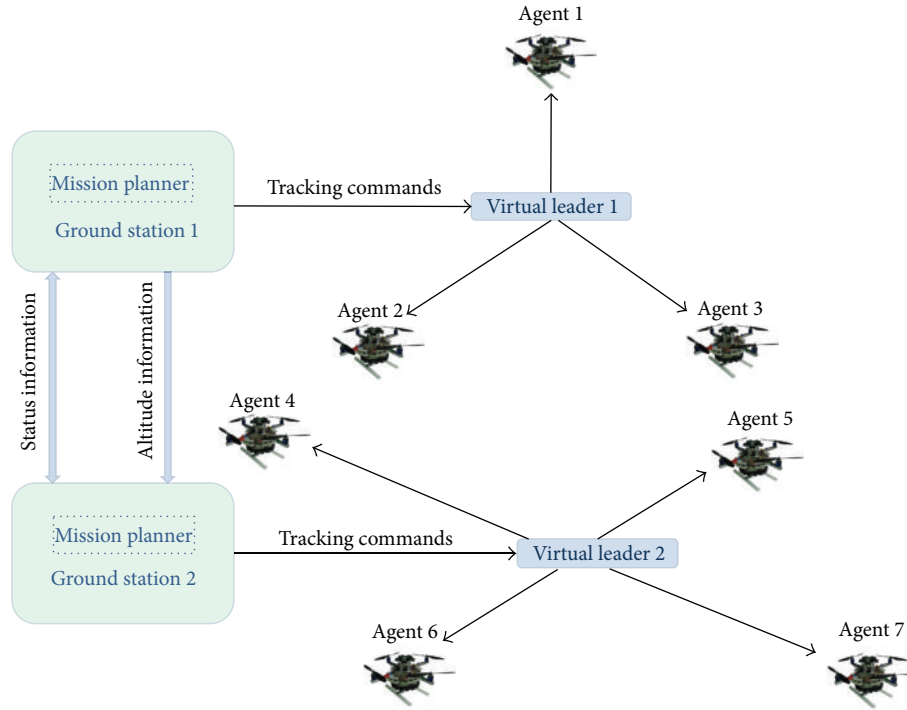 Agent 1
Mission planner
Tracking commands
Virtual leader 1
Ground station 1
Agent 2
Agent 3
Status information
Altitude information
Agent 4
Agent 5
Mission planner
Tracking commands
Virtual leader 2
Ground station 2
Agent 6
Agent 7